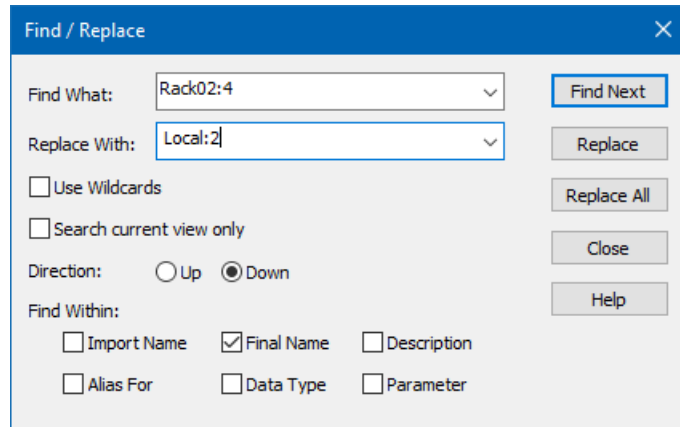 Find / Replace
Find What: Rack02:4 Find Next
Replace With: Local:2 Replace
Use Wildcards Replace All
Search current view only
Close
Direction: Up Down
Help
Find Within:
Import Name Final Name Description
Alias For Data Type Parameter